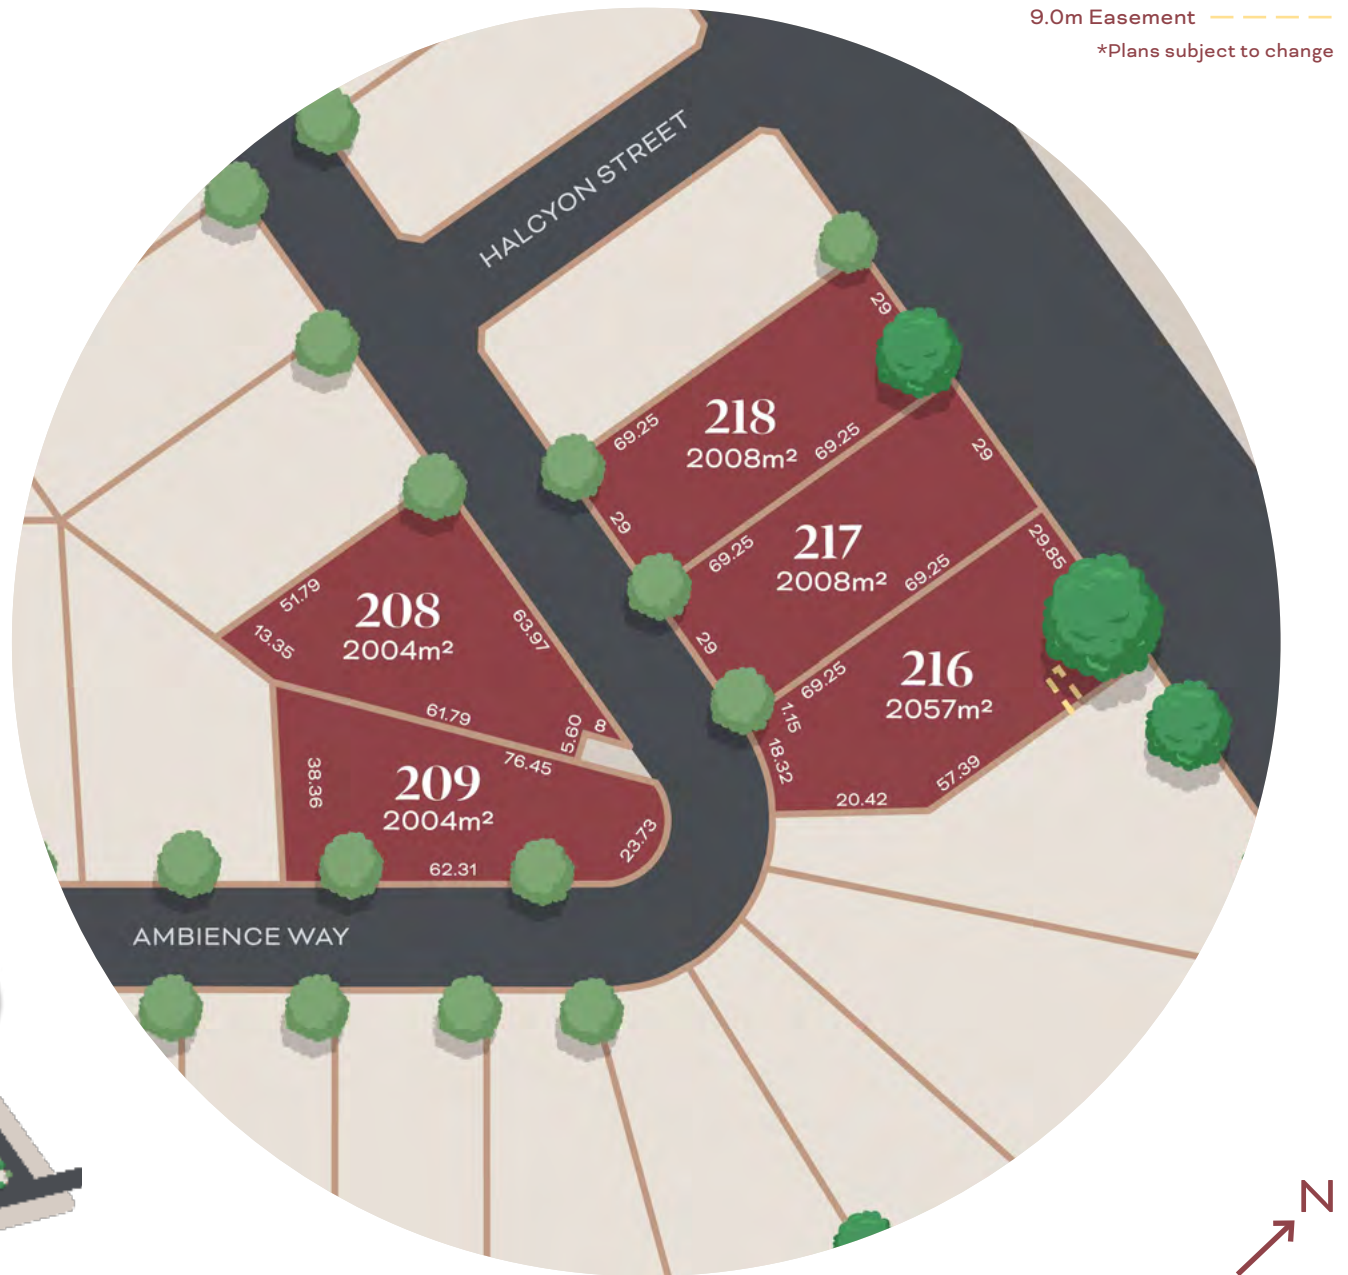 9.0m Easement
*Plans subject to change
HALCYON STREET
29
69.25
218
2008m²
69.25
29
29
69.25
217
2008m²
69.25
29
29.85
51.79
13.35
208
2004m²
63.97
61.79
5.60
8
69.25
216
2057m²
1.15
18.32
20.42
57.39
76.45
38.36
209
2004m²
23.73
62.31
AMBIENCE WAY
N